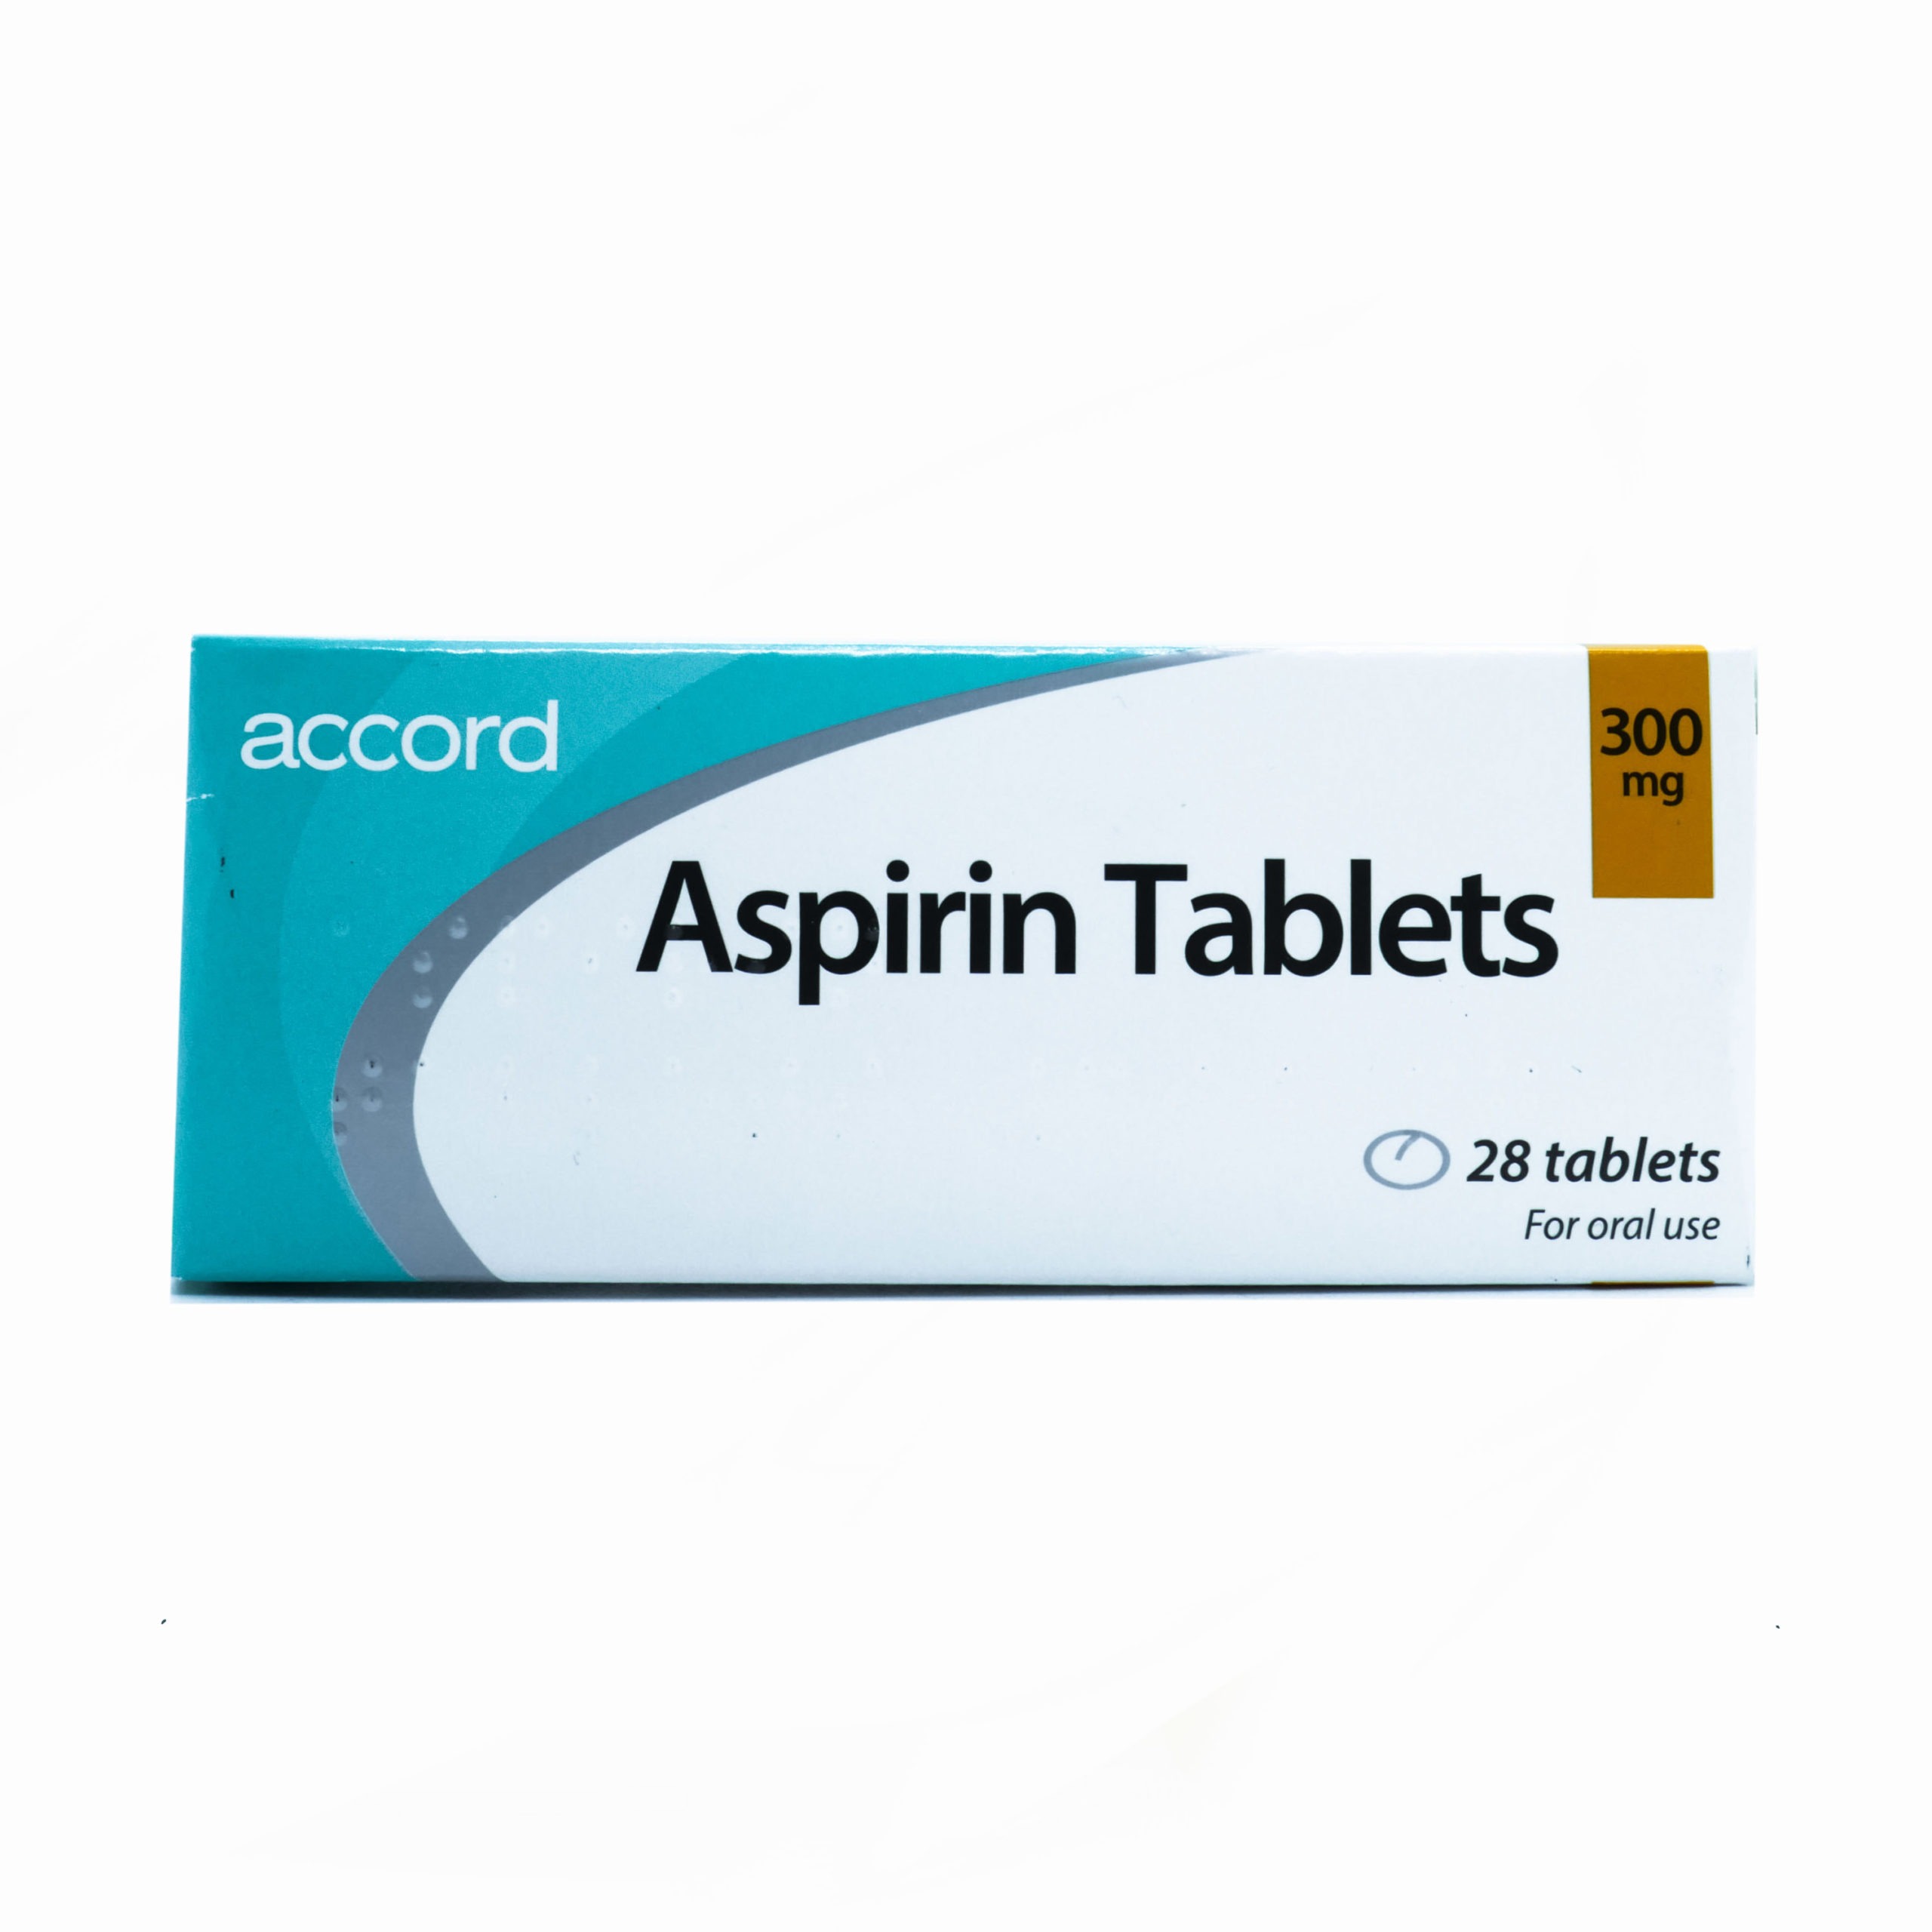 accord
300
mg
Aspirin Tablets
28 tablets
For oral use